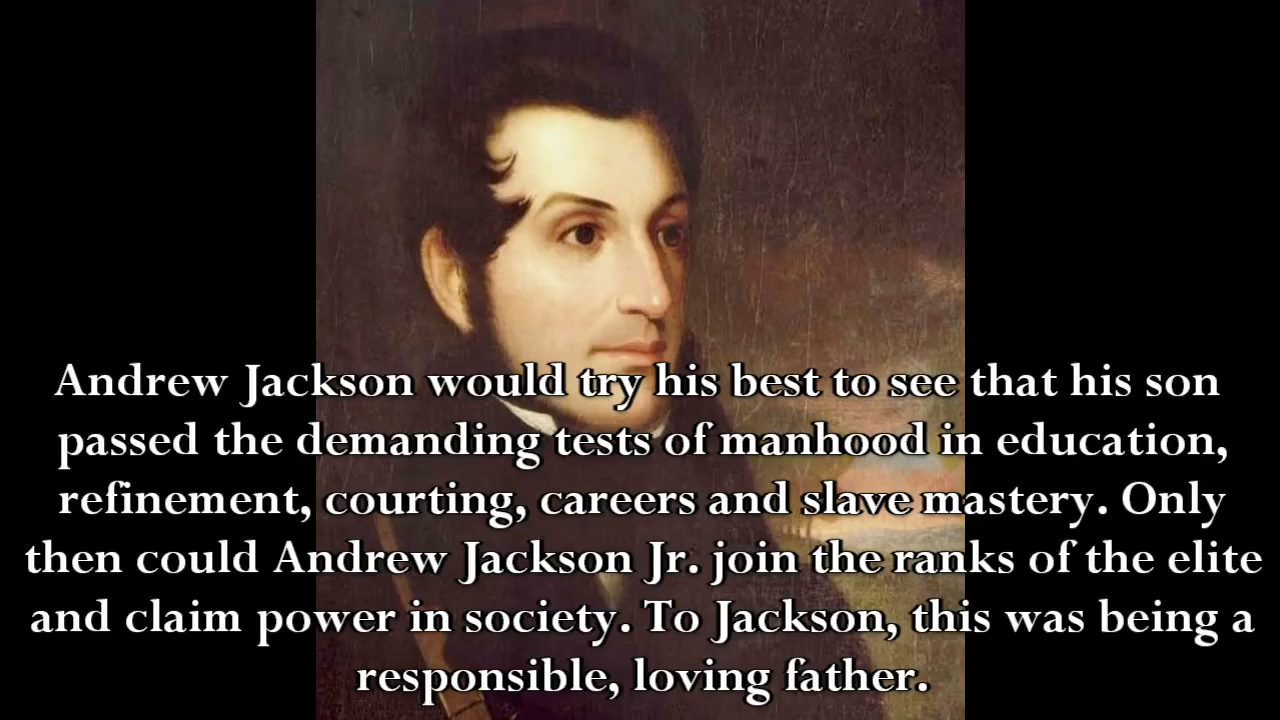 Andrew Jackson would try his best to see that his son
passed the demanding tests of manhood in education,
refinement, courting, careers and slave mastery. Only
then could Andrew Jackson Jr. join the ranks of the elite
and claim power in society. To Jackson, this was being a
responsible, loving father.